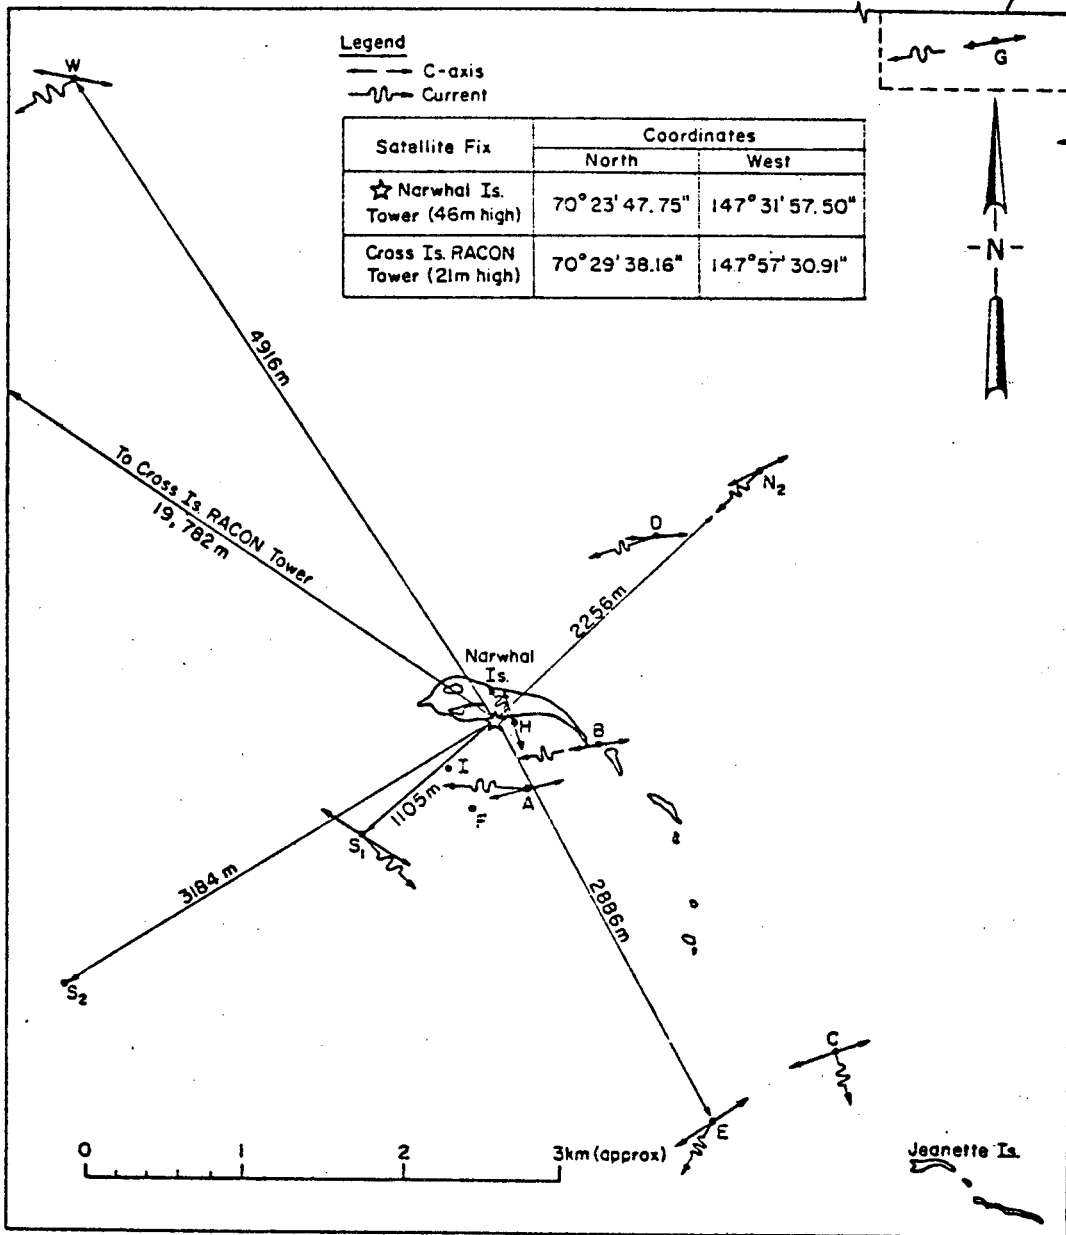 W
Legend
C-axis
Current
G
Satellite Fix
Coordinates
North
West
☆ Narwhal Is.
Tower (46m high)
70° 23' 47.75"
147° 31' 57.50"
Cross Is. RACON
Tower (21m high)
70° 29' 38.16"
147° 57' 30.91"
-N-
4916m
To Cross Is. RACON Tower
19, 782 m
N2
D
2256m
Narwhal
Is.
H
B
I
A
F
1105m
S1
3184 m
2886m
S2
C
E
0
1
2
3km (approx)
Jeanette Is.